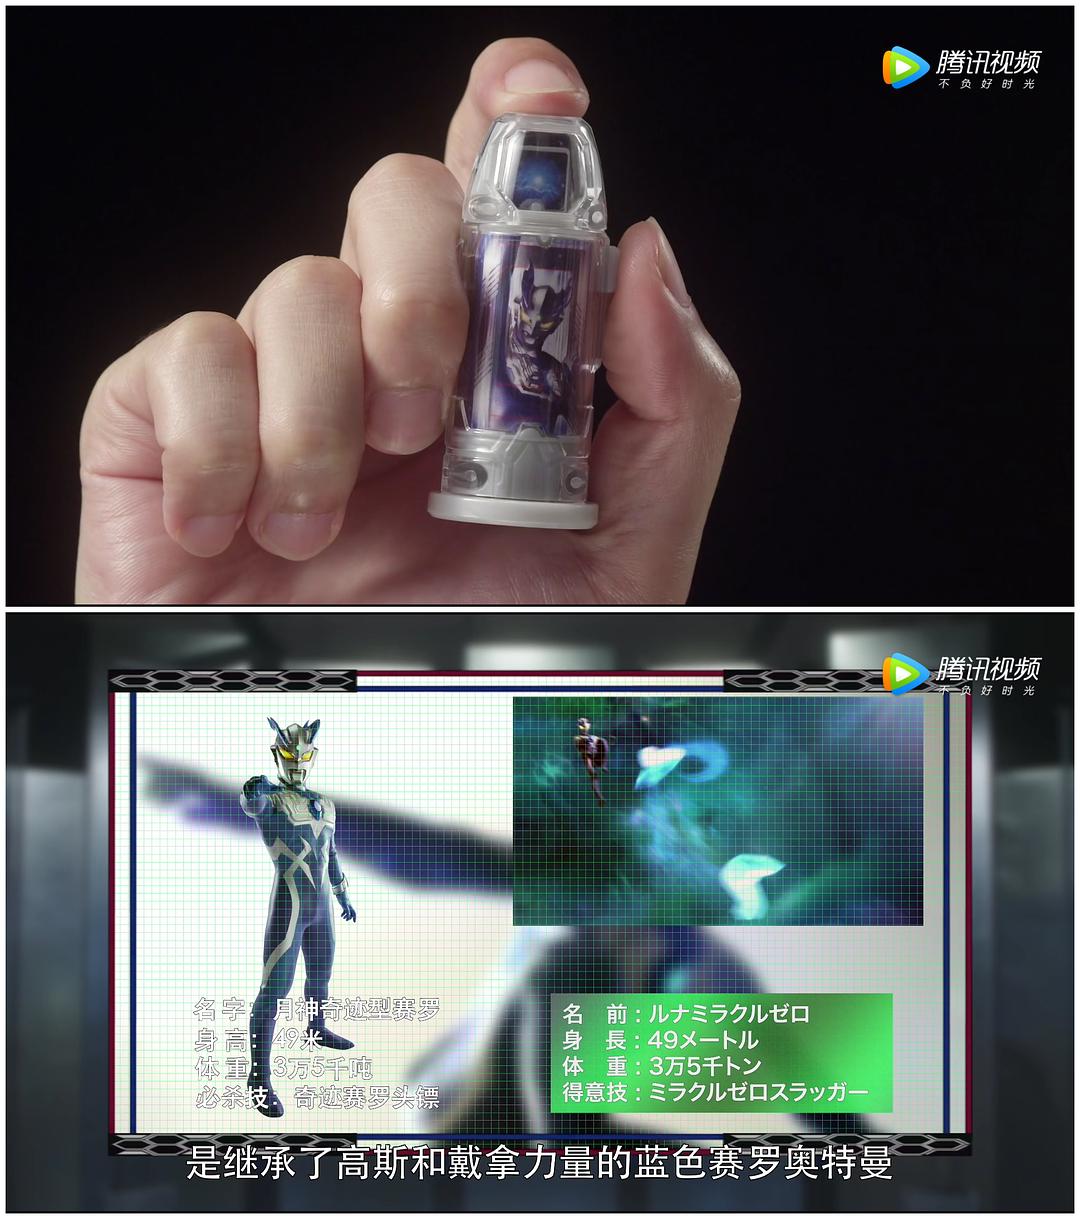 腾讯视频
不负好时光
腾讯视频
不负好时光
名字：月神奇迹型赛罗
身高：49米
体重：3万5千吨
必杀技：奇迹赛罗头镖
名　前：ルナミラクルゼロ
身　長：49メートル
体　重：3万5千トン
得意技：ミラクルゼロスラッガー
是继承了高斯和戴拿力量的蓝色赛罗奥特曼